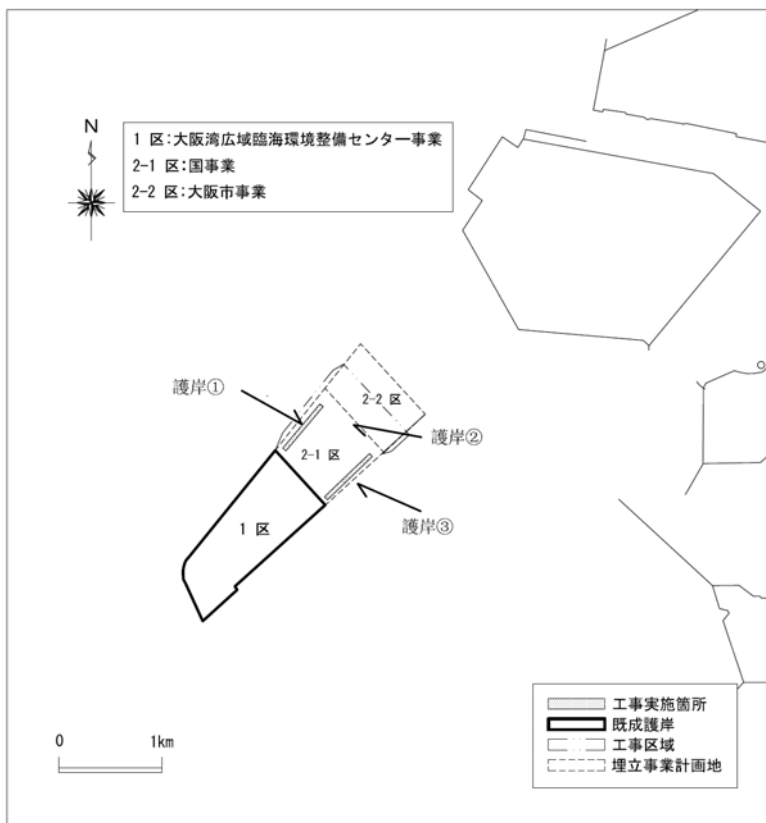 N
1 区:大阪湾広域臨海環境整備センター事業
2-1 区:国事業
2-2 区:大阪市事業
護岸①
2-2 区
護岸②
2-1 区
護岸③
1 区
工事実施箇所
既成護岸
工事区域
埋立事業計画地
0 1km